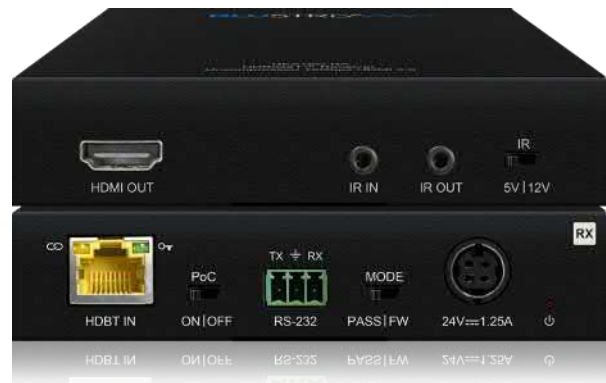 HDMI OUT
IR IN
IR OUT
IR
5V|12V
RX
PoC
TX ⏚ RX
MODE
HDBT IN
ON|OFF
RS-232
PASS|FW
24V⎓1.25A